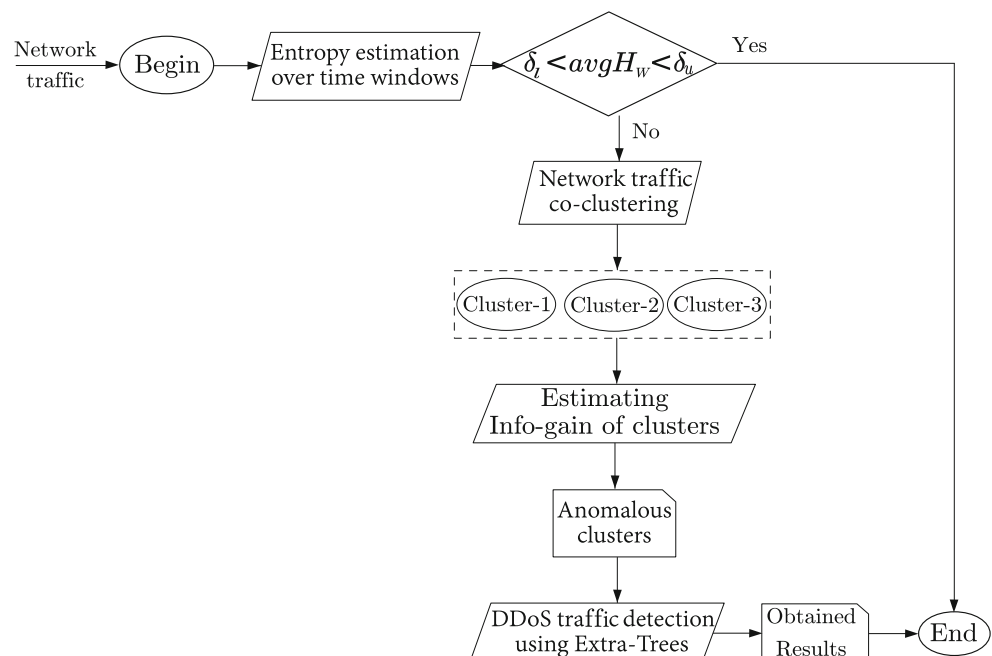 Network
traffic
Begin
Entropy estimation
over time windows
δₗ<avgH_W<δᵤ
Yes
No
Network traffic
co-clustering
Cluster-1
Cluster-2
Cluster-3
Estimating
Info-gain of clusters
Anomalous
clusters
DDoS traffic detection
using Extra-Trees
Obtained
Results
End